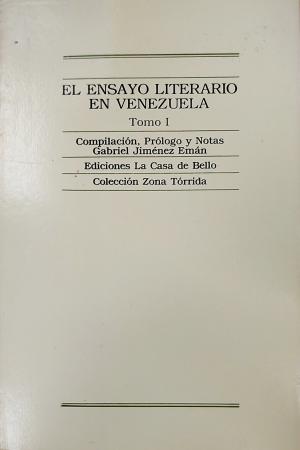 EL ENSAYO LITERARIO
EN VENEZUELA
Tomo I
Compilación, Prólogo y Notas
Gabriel Jiménez Emán
Ediciones La Casa de Bello
Colección Zona Tórrida